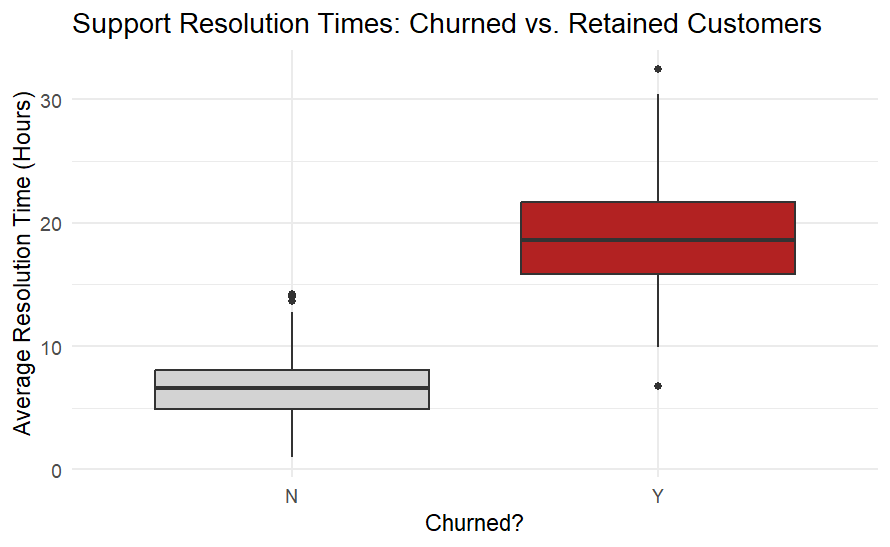 Support Resolution Times: Churned vs. Retained Customers
Average Resolution Time (Hours)
30
20
10
0
N
Y
Churned?